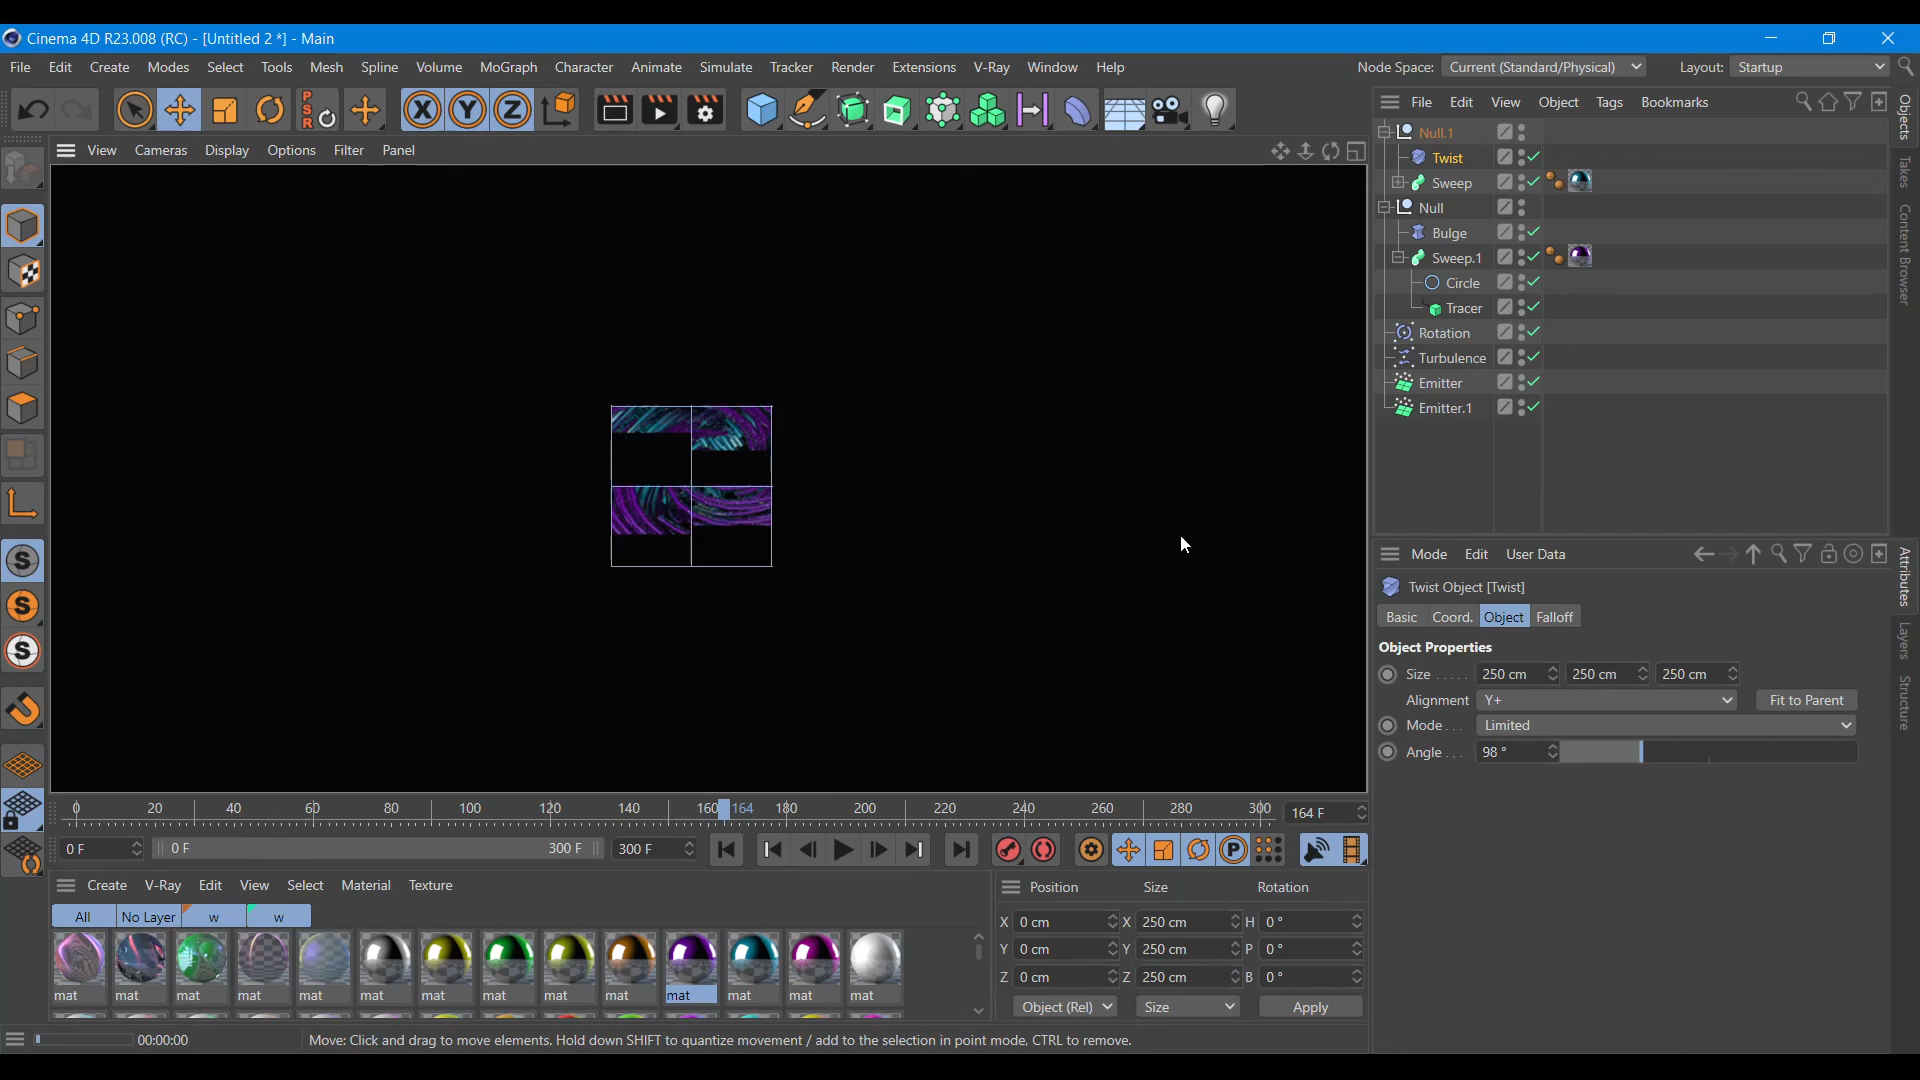 Cinema 4D R23.008 (RC) - [Untitled 2 *] - Main
File Edit Create Modes Select Tools Mesh Spline Volume MoGraph Character Animate Simulate Tracker Render Extensions V-Ray Window Help Node Space: Current (Standard/Physical) Layout: Startup
PSR X Y Z
File Edit View Object Tags Bookmarks
View Cameras Display Options Filter Panel
Null.1
Twist
Sweep
Null
Bulge
Sweep.1
Circle
Tracer
Rotation
Turbulence
Emitter
Emitter.1
Objects
Takes
Content Browser
S
S
S
Mode Edit User Data
Twist Object [Twist]
Basic Coord. Object Falloff
Object Properties
Size . . . . . 250 cm 250 cm 250 cm
Alignment Y+ Fit to Parent
Mode . . . Limited
Angle . . . 98 °
Attributes
Layers
Structure
0 20 40 60 80 100 120 140 160 164 180 200 220 240 260 280 300 164 F
0 F 0 F 300 F 300 F P
Create V-Ray Edit View Select Material Texture
All No Layer w w
mat mat mat mat mat mat mat mat mat mat mat mat mat mat
Position Size Rotation
X 0 cm X 250 cm H 0 °
Y 0 cm Y 250 cm P 0 °
Z 0 cm Z 250 cm B 0 °
Object (Rel) Size Apply
00:00:00 Move: Click and drag to move elements. Hold down SHIFT to quantize movement / add to the selection in point mode, CTRL to remove.